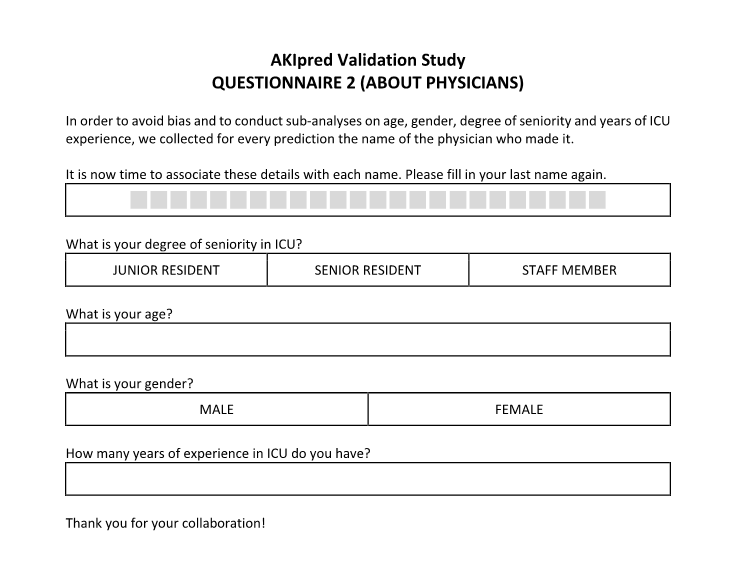 AKIpred Validation Study
QUESTIONNAIRE 2 (ABOUT PHYSICIANS)
In order to avoid bias and to conduct sub-analyses on age, gender, degree of seniority and years of ICU
experience, we collected for every prediction the name of the physician who made it.
It is now time to associate these details with each name. Please fill in your last name again.
What is your degree of seniority in ICU?
JUNIOR RESIDENT SENIOR RESIDENT STAFF MEMBER
What is your age?
What is your gender?
MALE FEMALE
How many years of experience in ICU do you have?
Thank you for your collaboration!